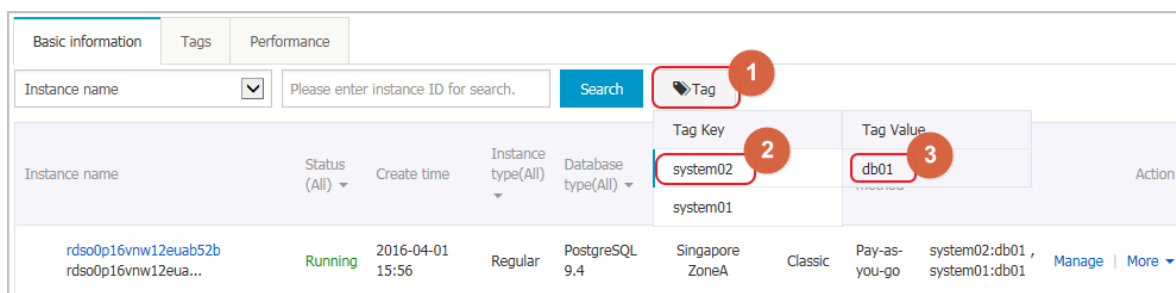 Basic information Tags Performance
Instance name Please enter instance ID for search. Search Tag 1
Tag Key Tag Value
Instance name Status (All) Create time Instance type(All) Database type(All) system02 2 db01 3 Action
system01
rdso0p16vnw12euab52b
rdso0p16vnw12eua... Running 2016-04-01 15:56 Regular PostgreSQL 9.4 Singapore ZoneA Classic Pay-as-you-go system02:db01 , system01:db01 Manage More